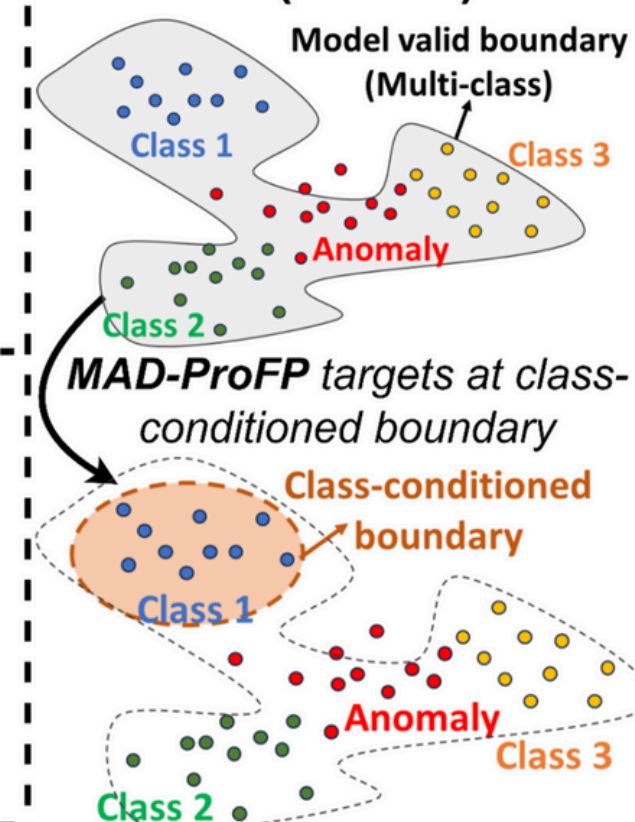 Model valid boundary
(Multi-class)
Class 1
Class 3
Anomaly
Class 2
MAD-ProFP targets at class-
conditioned boundary
Class-conditioned
boundary
Class 1
Anomaly
Class 3
Class 2